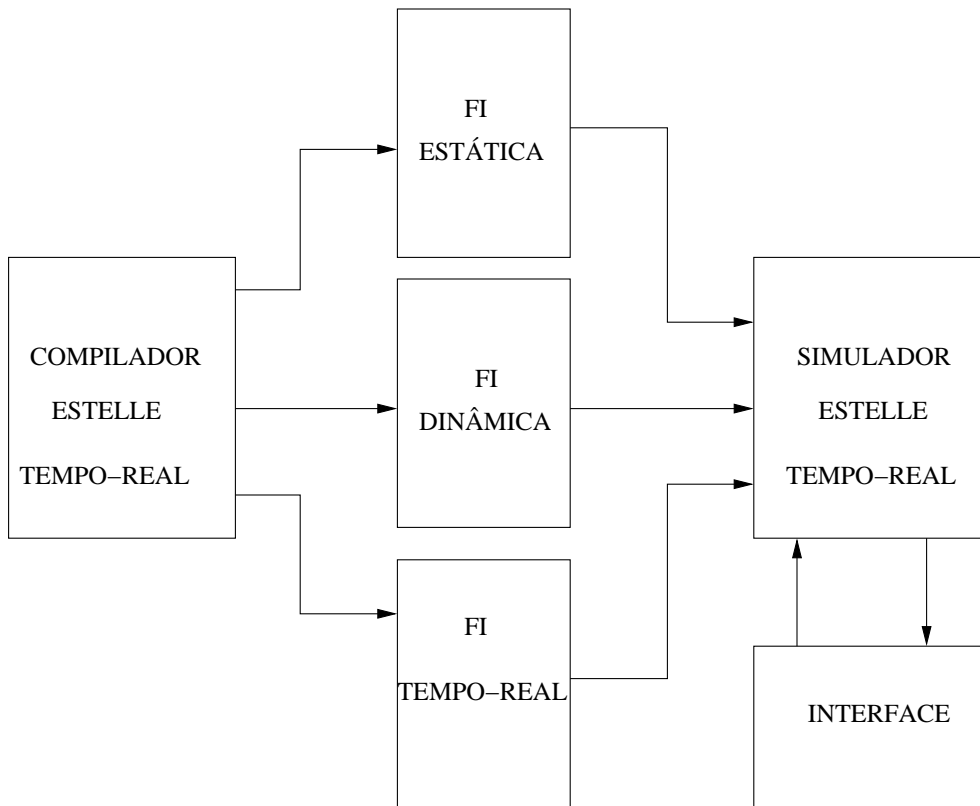 FI
ESTÁTICA
COMPILADOR
ESTELLE
TEMPO−REAL
FI
DINÂMICA
SIMULADOR
ESTELLE
TEMPO−REAL
FI
TEMPO−REAL
INTERFACE